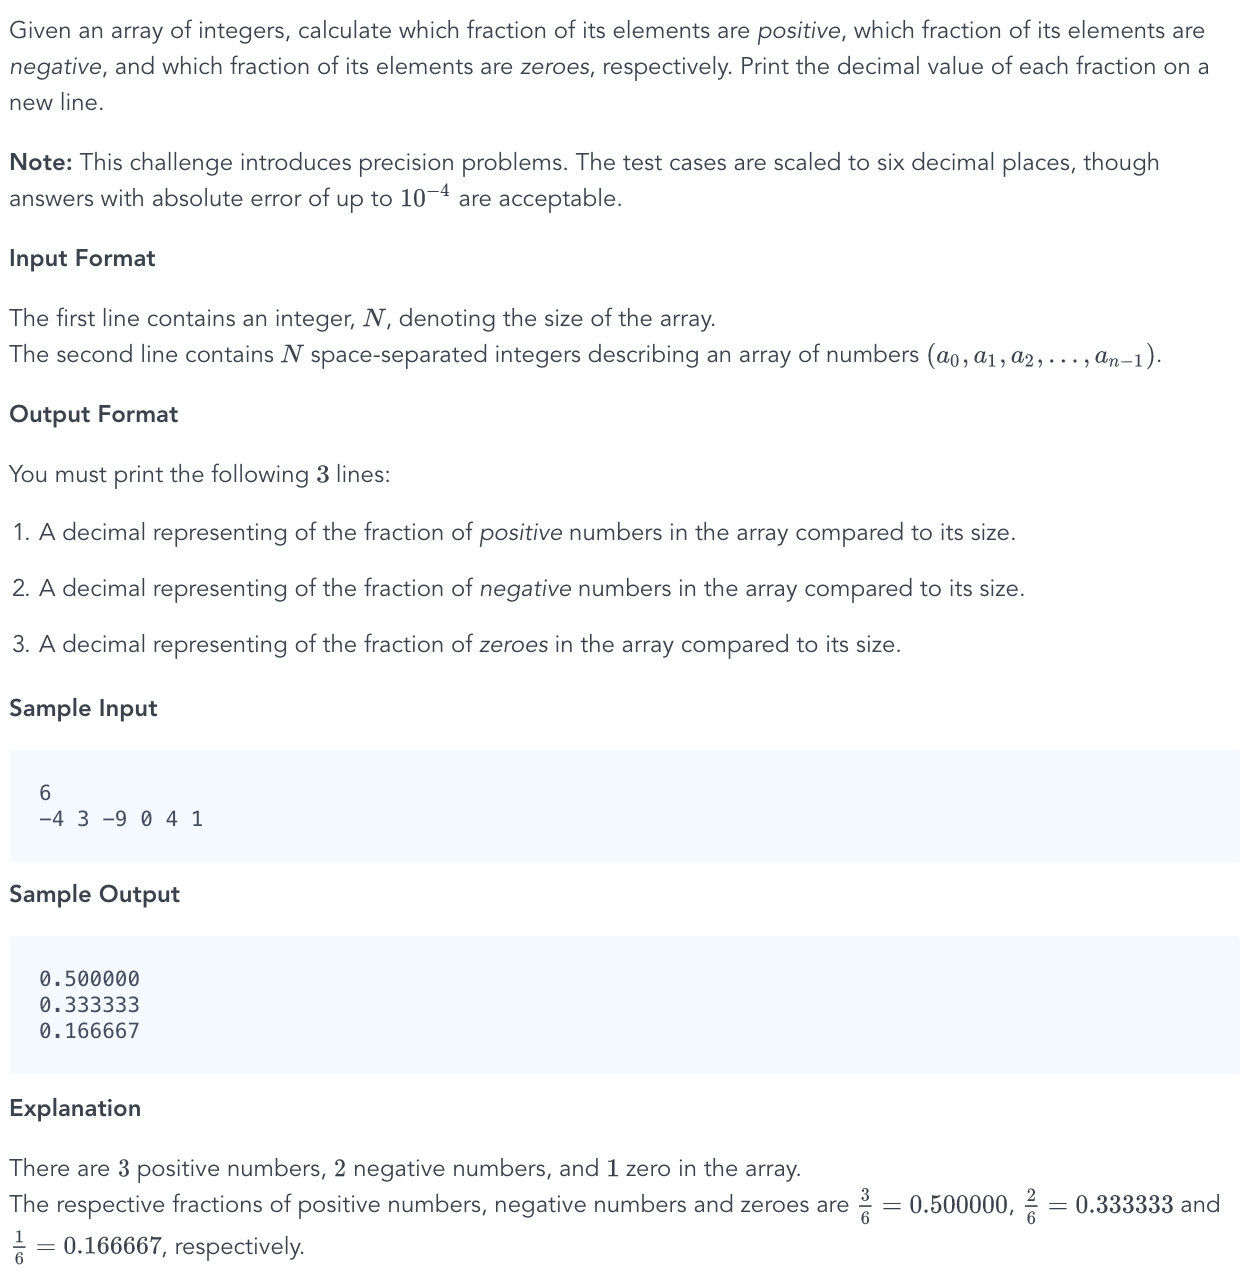 Given an array of integers, calculate which fraction of its elements are positive, which fraction of its elements are
negative, and which fraction of its elements are zeroes, respectively. Print the decimal value of each fraction on a
new line.
Note: This challenge introduces precision problems. The test cases are scaled to six decimal places, though
answers with absolute error of up to 10⁻⁴ are acceptable.
Input Format
The first line contains an integer, N, denoting the size of the array.
The second line contains N space-separated integers describing an array of numbers (a₀, a₁, a₂, . . . , aₙ₋₁).
Output Format
You must print the following 3 lines:
1. A decimal representing of the fraction of positive numbers in the array compared to its size.
2. A decimal representing of the fraction of negative numbers in the array compared to its size.
3. A decimal representing of the fraction of zeroes in the array compared to its size.
Sample Input
6
−4 3 −9 0 4 1
Sample Output
0.500000
0.333333
0.166667
Explanation
There are 3 positive numbers, 2 negative numbers, and 1 zero in the array.
The respective fractions of positive numbers, negative numbers and zeroes are 3/6 = 0.500000, 2/6 = 0.333333 and
1/6 = 0.166667, respectively.